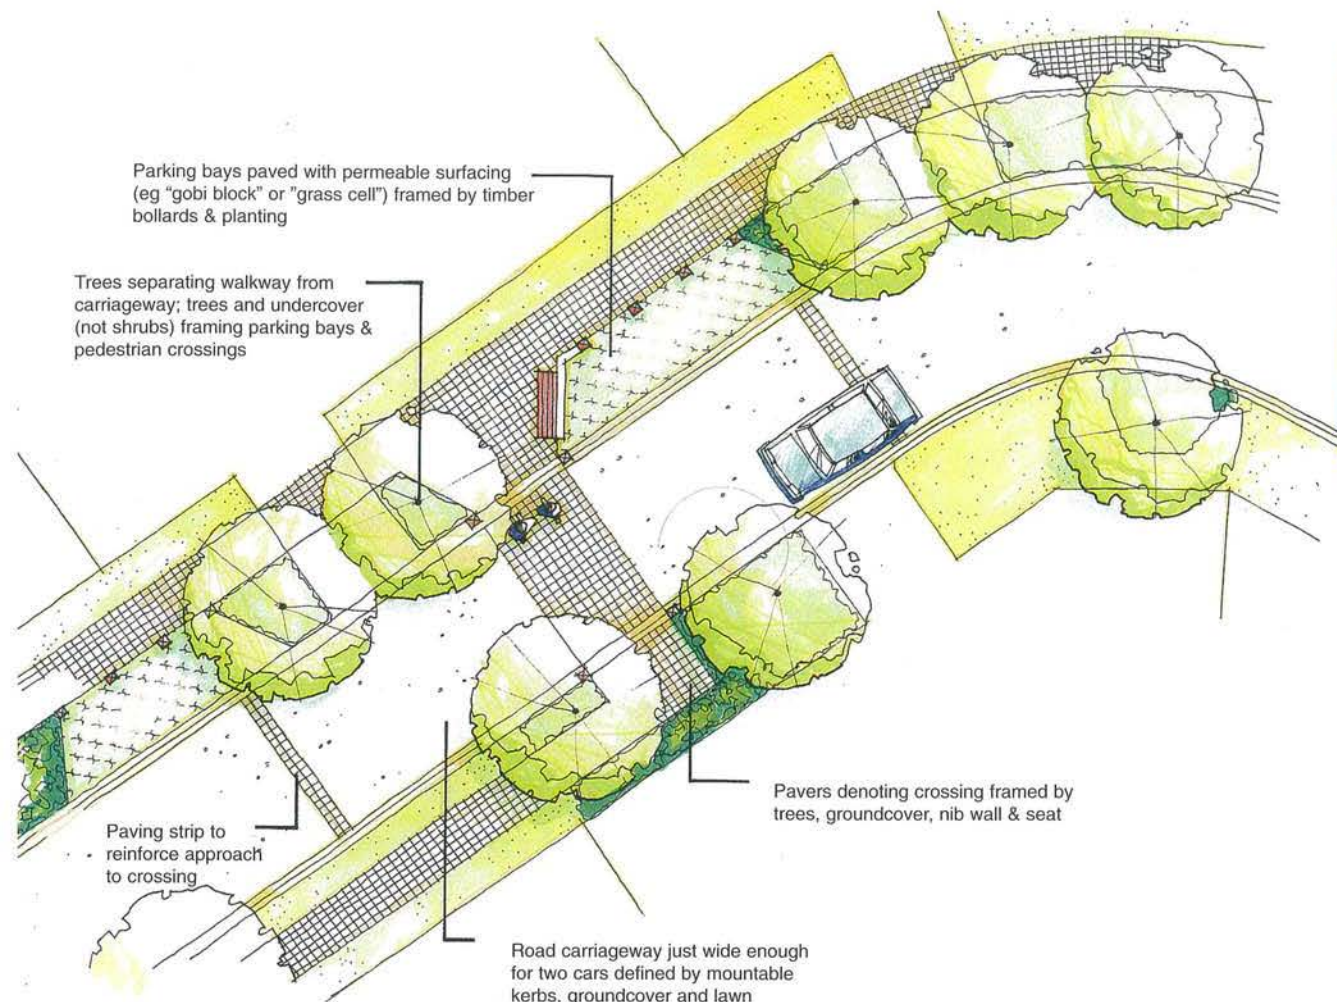 Parking bays paved with permeable surfacing
(eg “gobi block” or ”grass cell”) framed by timber
bollards & planting
Trees separating walkway from
carriageway; trees and undercover
(not shrubs) framing parking bays &
pedestrian crossings
Pavers denoting crossing framed by
trees, groundcover, nib wall & seat
Paving strip to
reinforce approach
to crossing
Road carriageway just wide enough
for two cars defined by mountable
kerbs, groundcover and lawn